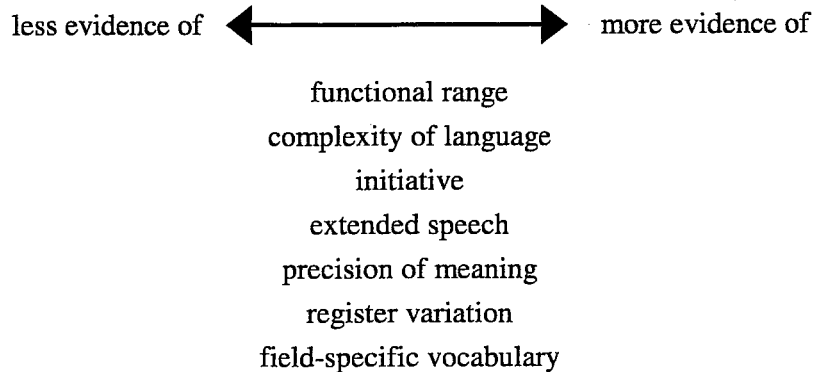 less evidence of more evidence of
functional range
complexity of language
initiative
extended speech
precision of meaning
register variation
field-specific vocabulary